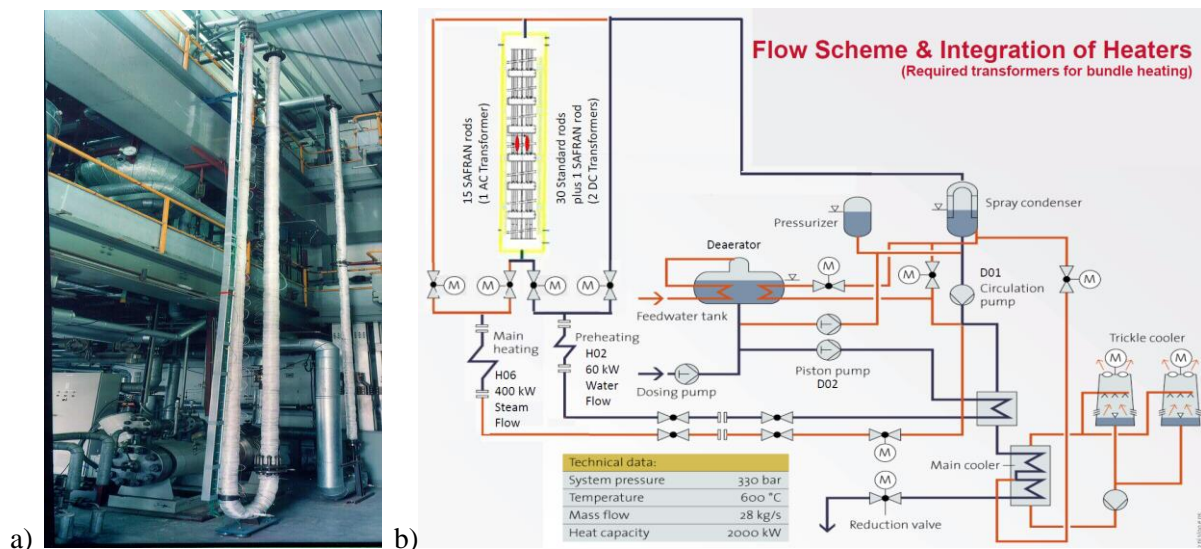 a)
b)
Flow Scheme & Integration of Heaters
(Required transformers for bundle heating)
15 SAFRAN rods
(1 AC Transformer)
30 Standard rods
plus 1 SAFRAN rod
(2 DC Transformers)
Pressurizer
Spray condenser
Deaerator
M
M
M
M
M
M
M
D01
Circulation
pump
Feedwater tank
Main
heating
H06
400 kW
Steam
Flow
Preheating
H02
60 kW
Water
Flow
Dosing pump
Piston pump
D02
Trickle cooler
M
M
M
Main cooler
M
Reduction valve
Technical data:
System pressure 330 bar
Temperature 600 °C
Mass flow 28 kg/s
Heat capacity 2000 kW